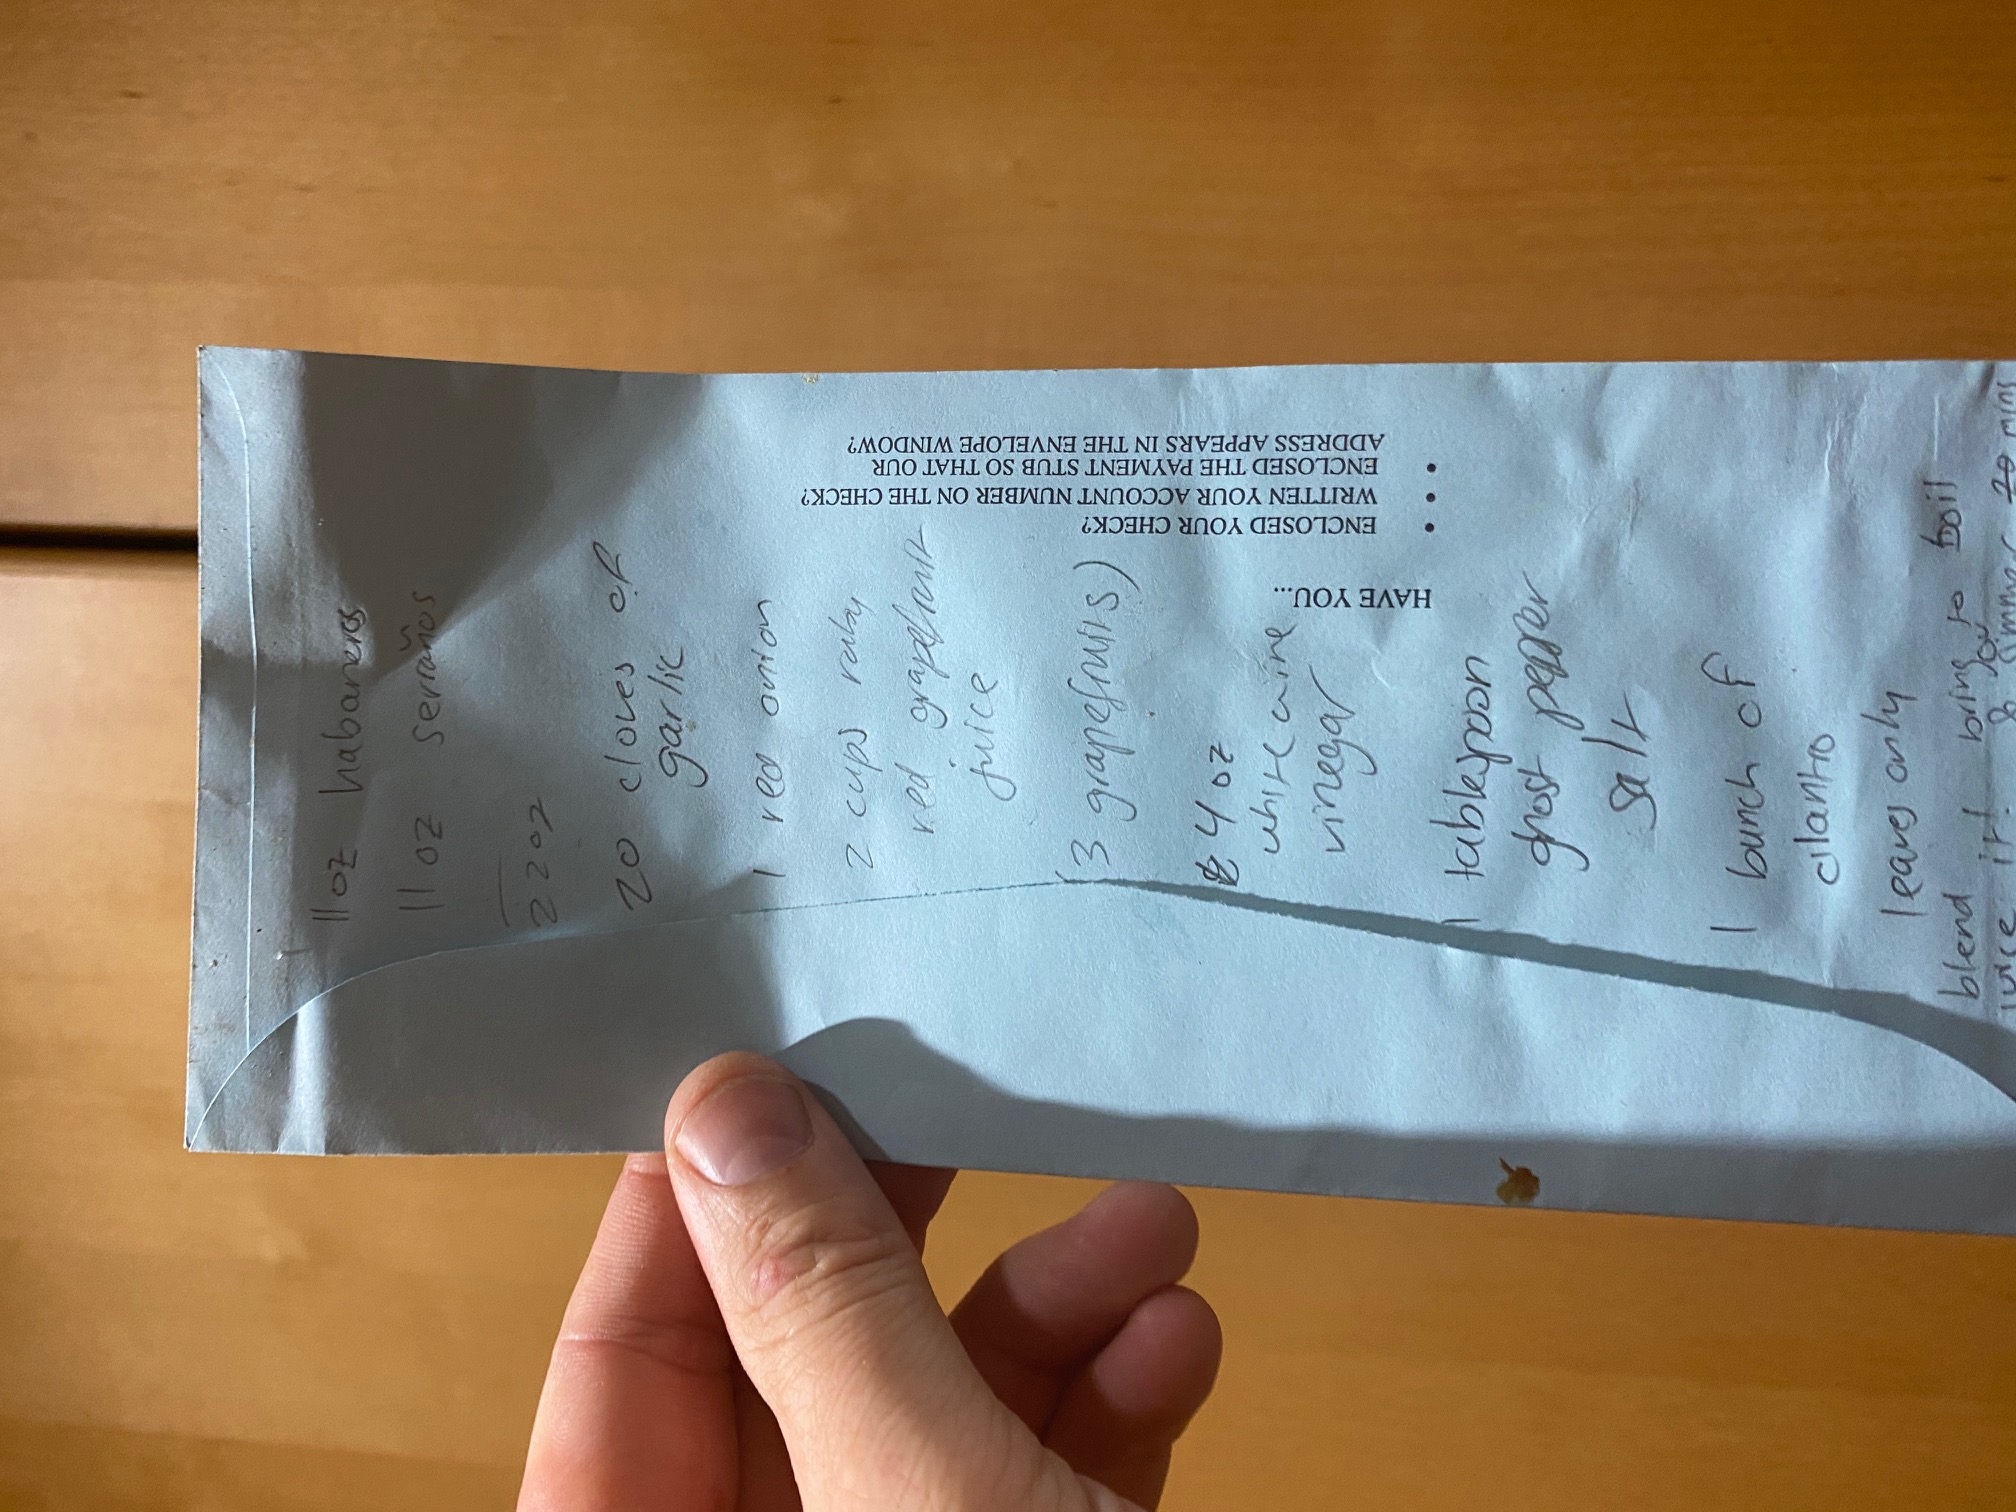 11 oz habaneros
11 oz serraños
22oz
20 cloves of
garlic
1 red onion
2 cups ruby
red grapefruit
juice
(3 grapefruits)
4 oz
white wine
vinegar
1 tablespoon
ghost pepper
salt
1 bunch of
cilantro
leaves only
blend
juice it!
bring to boil
& simmer 20 mins
HAVE YOU...
• ENCLOSED YOUR CHECK?
• WRITTEN YOUR ACCOUNT NUMBER ON THE CHECK?
• ENCLOSED THE PAYMENT STUB SO THAT OUR
ADDRESS APPEARS IN THE ENVELOPE WINDOW?